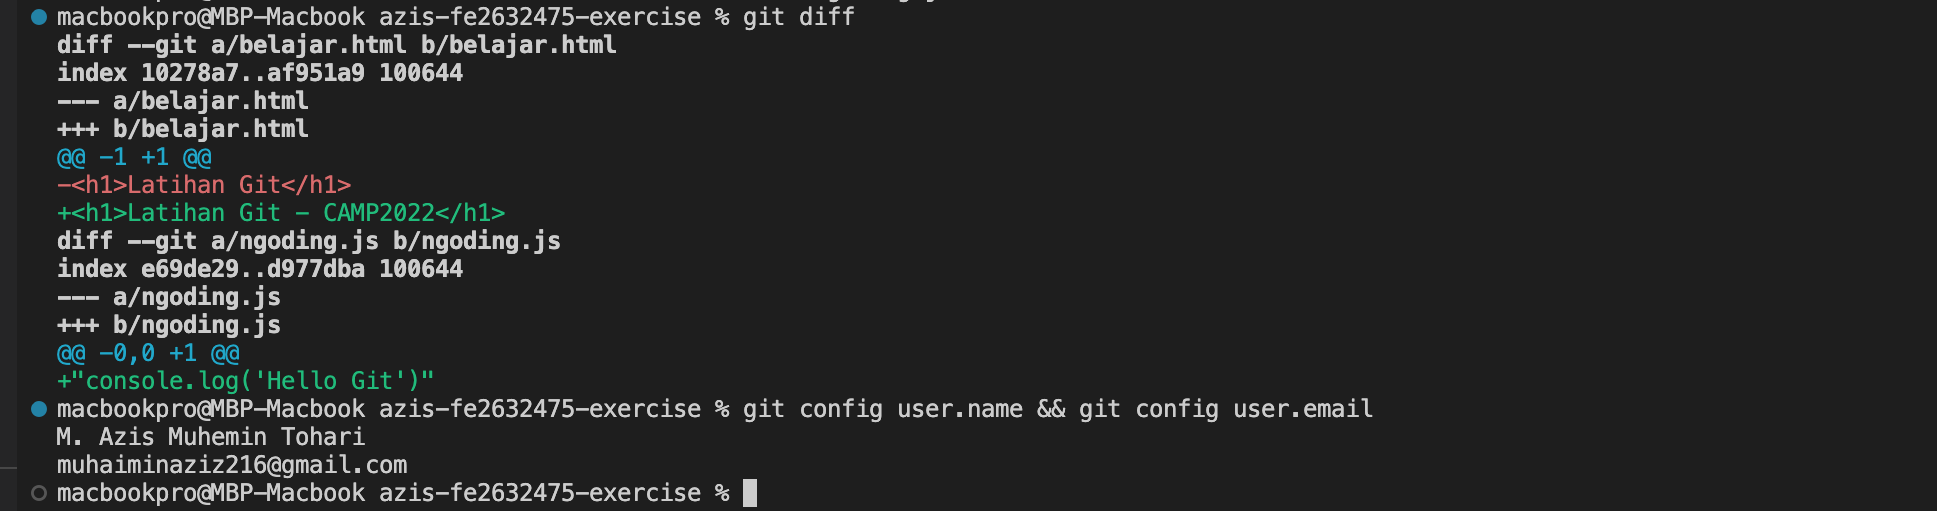 macbookpro@MBP-Macbook azis-fe2632475-exercise % git diff
diff --git a/belajar.html b/belajar.html
index 10278a7..af951a9 100644
--- a/belajar.html
+++ b/belajar.html
@@ -1 +1 @@
-<h1>Latihan Git</h1>
+<h1>Latihan Git - CAMP2022</h1>
diff --git a/ngoding.js b/ngoding.js
index e69de29..d977dba 100644
--- a/ngoding.js
+++ b/ngoding.js
@@ -0,0 +1 @@
+"console.log('Hello Git')"
macbookpro@MBP-Macbook azis-fe2632475-exercise % git config user.name && git config user.email
M. Azis Muhemin Tohari
muhaiminaziz216@gmail.com
macbookpro@MBP-Macbook azis-fe2632475-exercise %